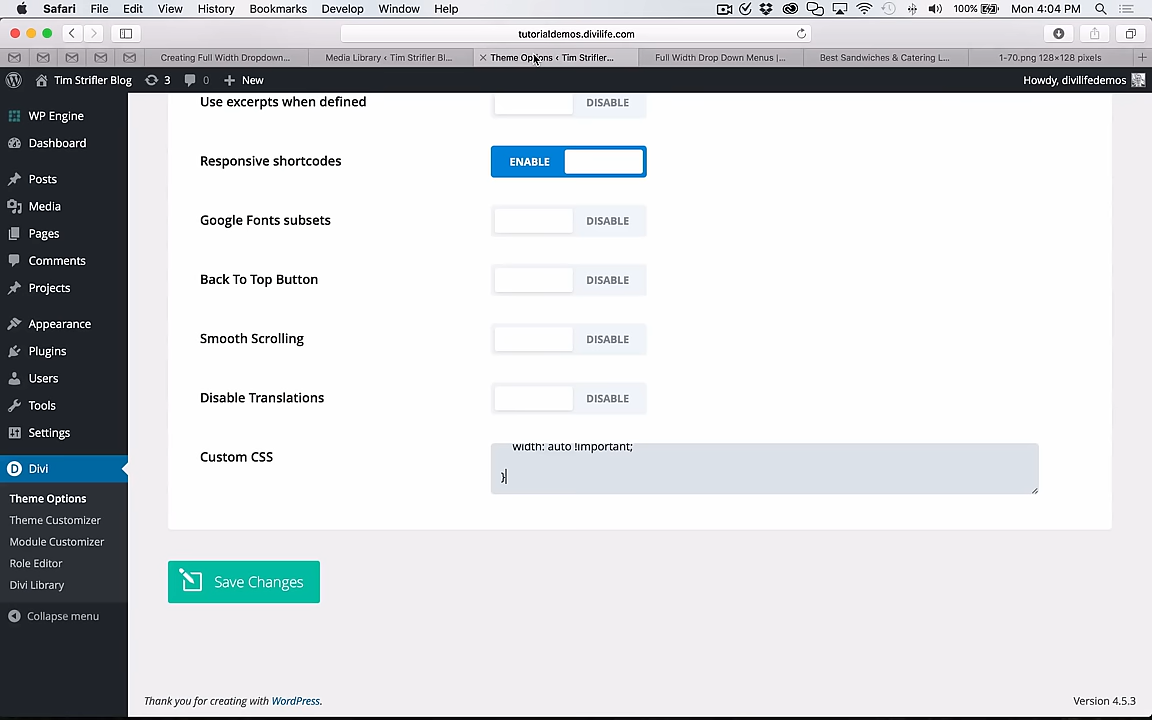 Safari File Edit View History Bookmarks Develop Window Help 100% Mon 4:04 PM
tutorialdemos.divilife.com
Creating Full Width Dropdown... Media Library ‹ Tim Strifler Bl... Theme Options ‹ Tim Strifler... Full Width Drop Down Menus |... Best Sandwiches & Catering L... 1-70.png 128×128 pixels
Tim Strifler Blog 3 0 New Howdy, divilifedemos
WP Engine
Dashboard
Posts
Media
Pages
Comments
Projects
Appearance
Plugins
Users
Tools
Settings
Divi
Theme Options
Theme Customizer
Module Customizer
Role Editor
Divi Library
Collapse menu
Use excerpts when defined DISABLE
Responsive shortcodes ENABLE
Google Fonts subsets DISABLE
Back To Top Button DISABLE
Smooth Scrolling DISABLE
Disable Translations DISABLE
Custom CSS
width: auto !important;
}
Save Changes
Thank you for creating with WordPress. Version 4.5.3